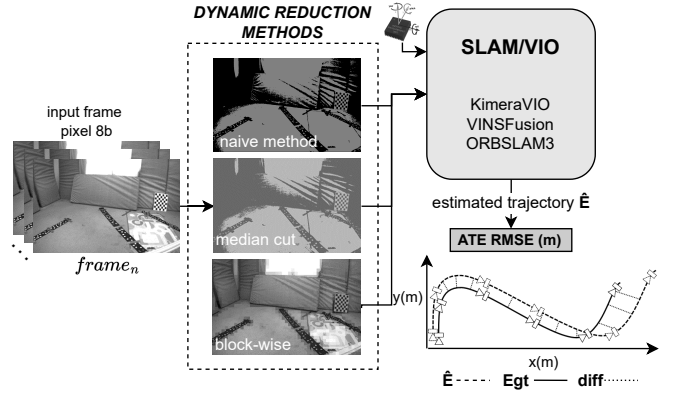 DYNAMIC REDUCTION
METHODS
input frame
pixel 8b
frameₙ
naive method
median cut
block-wise
SLAM/VIO
KimeraVIO
VINSFusion
ORBSLAM3
estimated trajectory Ê
ATE RMSE (m)
y(m)
x(m)
Ê Egt diff